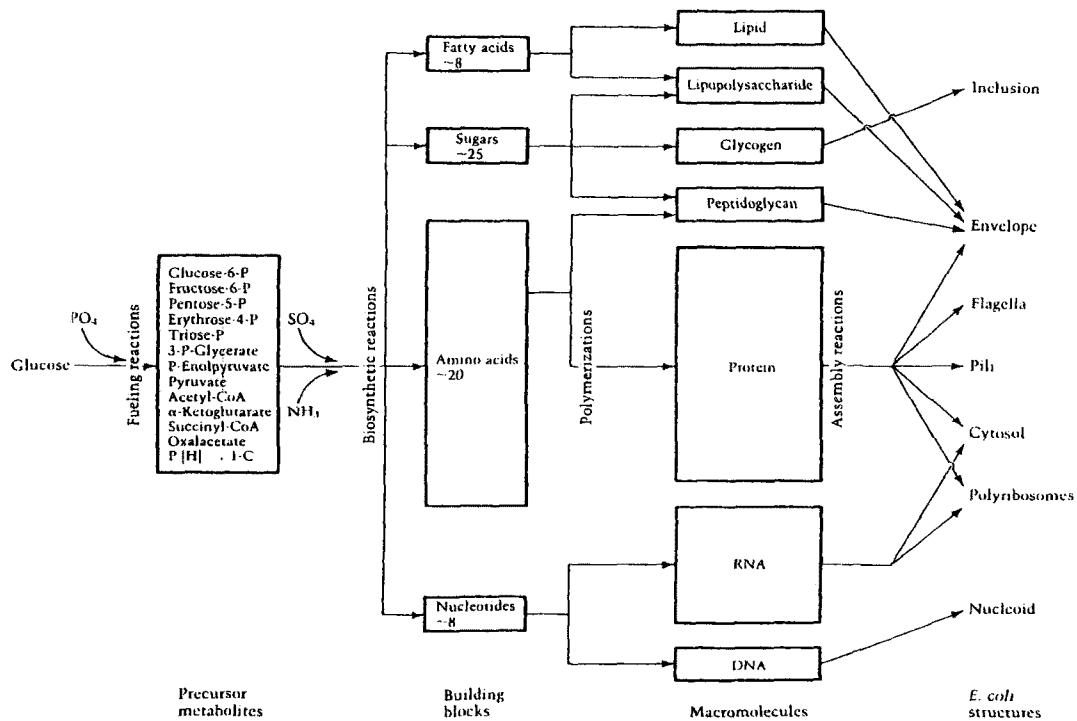 Glucose
PO₄
Fueling reactions
Glucose-6-P
Fructose-6-P
Pentose-5-P
Erythrose-4-P
Triose-P
3-P-Glycerate
P-Enolpyruvate
Pyruvate
Acetyl-CoA
α-Ketoglutarate
Succinyl-CoA
Oxalacetate
P [H] . 1-C
SO₄
NH₃
Biosynthetic reactions
Fatty acids
~8
Sugars
~25
Amino acids
~20
Nucleotides
~8
Polymerizations
Lipid
Lipopolysaccharide
Glycogen
Peptidoglycan
Protein
RNA
DNA
Assembly reactions
Inclusion
Envelope
Flagella
Pili
Cytosol
Polyribosomes
Nucleoid
Precursor
metabolites
Building
blocks
Macromolecules
E. coli
structures